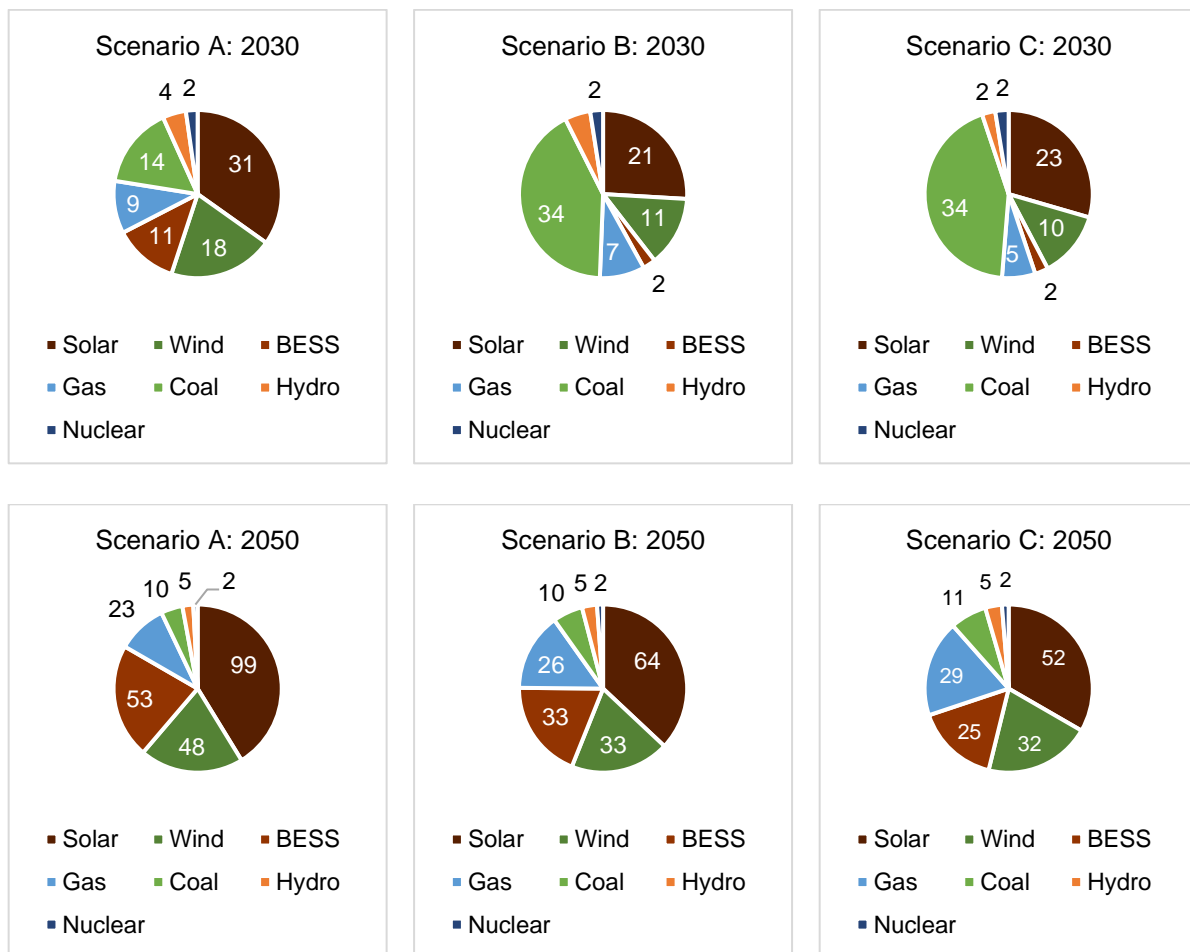 Scenario A: 2030
4 2
14 31
9
11 18
■ Solar ■ Wind ■ BESS
■ Gas ■ Coal ■ Hydro
■ Nuclear
Scenario B: 2030
2
21
34 11
7
2
■ Solar ■ Wind ■ BESS
■ Gas ■ Coal ■ Hydro
■ Nuclear
Scenario C: 2030
2 2
23
34 10
5
2
■ Solar ■ Wind ■ BESS
■ Gas ■ Coal ■ Hydro
■ Nuclear
Scenario A: 2050
10 5 2
23
99
53
48
■ Solar ■ Wind ■ BESS
■ Gas ■ Coal ■ Hydro
■ Nuclear
Scenario B: 2050
10 5 2
26 64
33 33
■ Solar ■ Wind ■ BESS
■ Gas ■ Coal ■ Hydro
■ Nuclear
Scenario C: 2050
11 5 2
29 52
25 32
■ Solar ■ Wind ■ BESS
■ Gas ■ Coal ■ Hydro
■ Nuclear